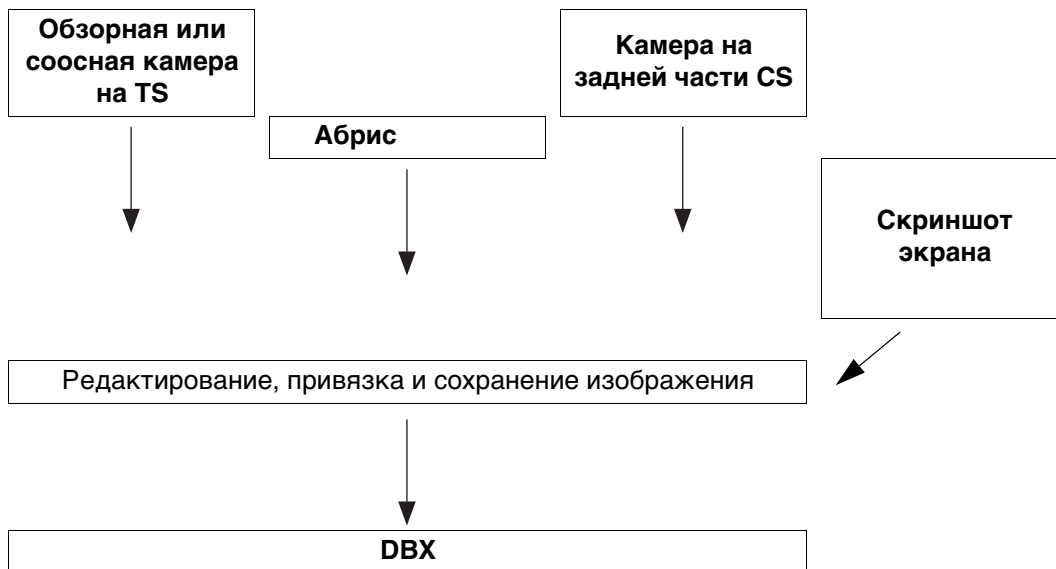 Обзорная или
соосная камера
на TS
Камера на
задней части CS
Абрис
Скриншот
экрана
Редактирование, привязка и сохранение изображения
DBX